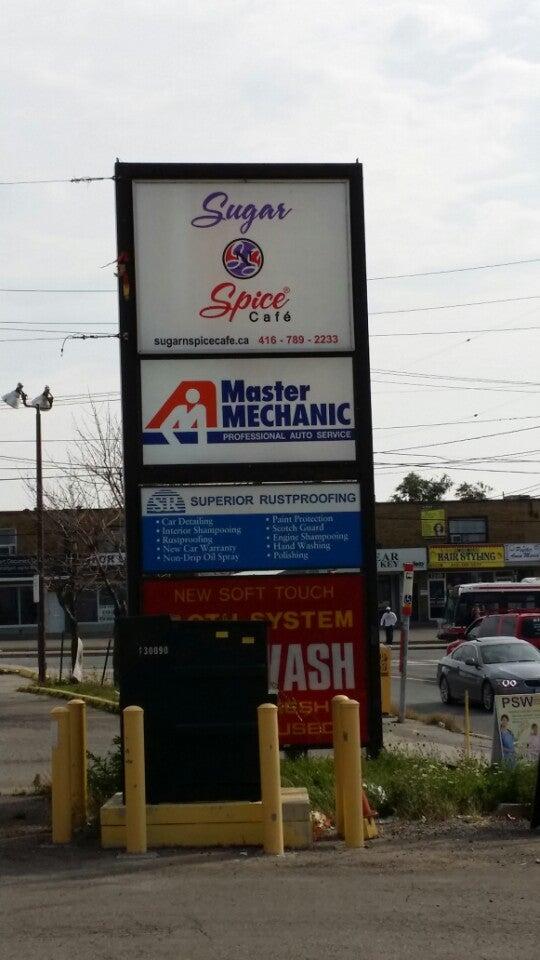 Sugar
Spice®
Café
sugarnspicecafe.ca 416 - 789 - 2233
Master
MECHANIC
PROFESSIONAL AUTO SERVICE
SUPERIOR RUSTPROOFING
• Car Detailing
• Interior Shampooing
• Rustproofing
• New Car Warranty
• Non-Drip Oil Spray
• Paint Protection
• Scotch Guard
• Engine Shampooing
• Hand Washing
• Polishing
NEW SOFT TOUCH
SYSTEM
WASH
HAIR STYLING
PSW